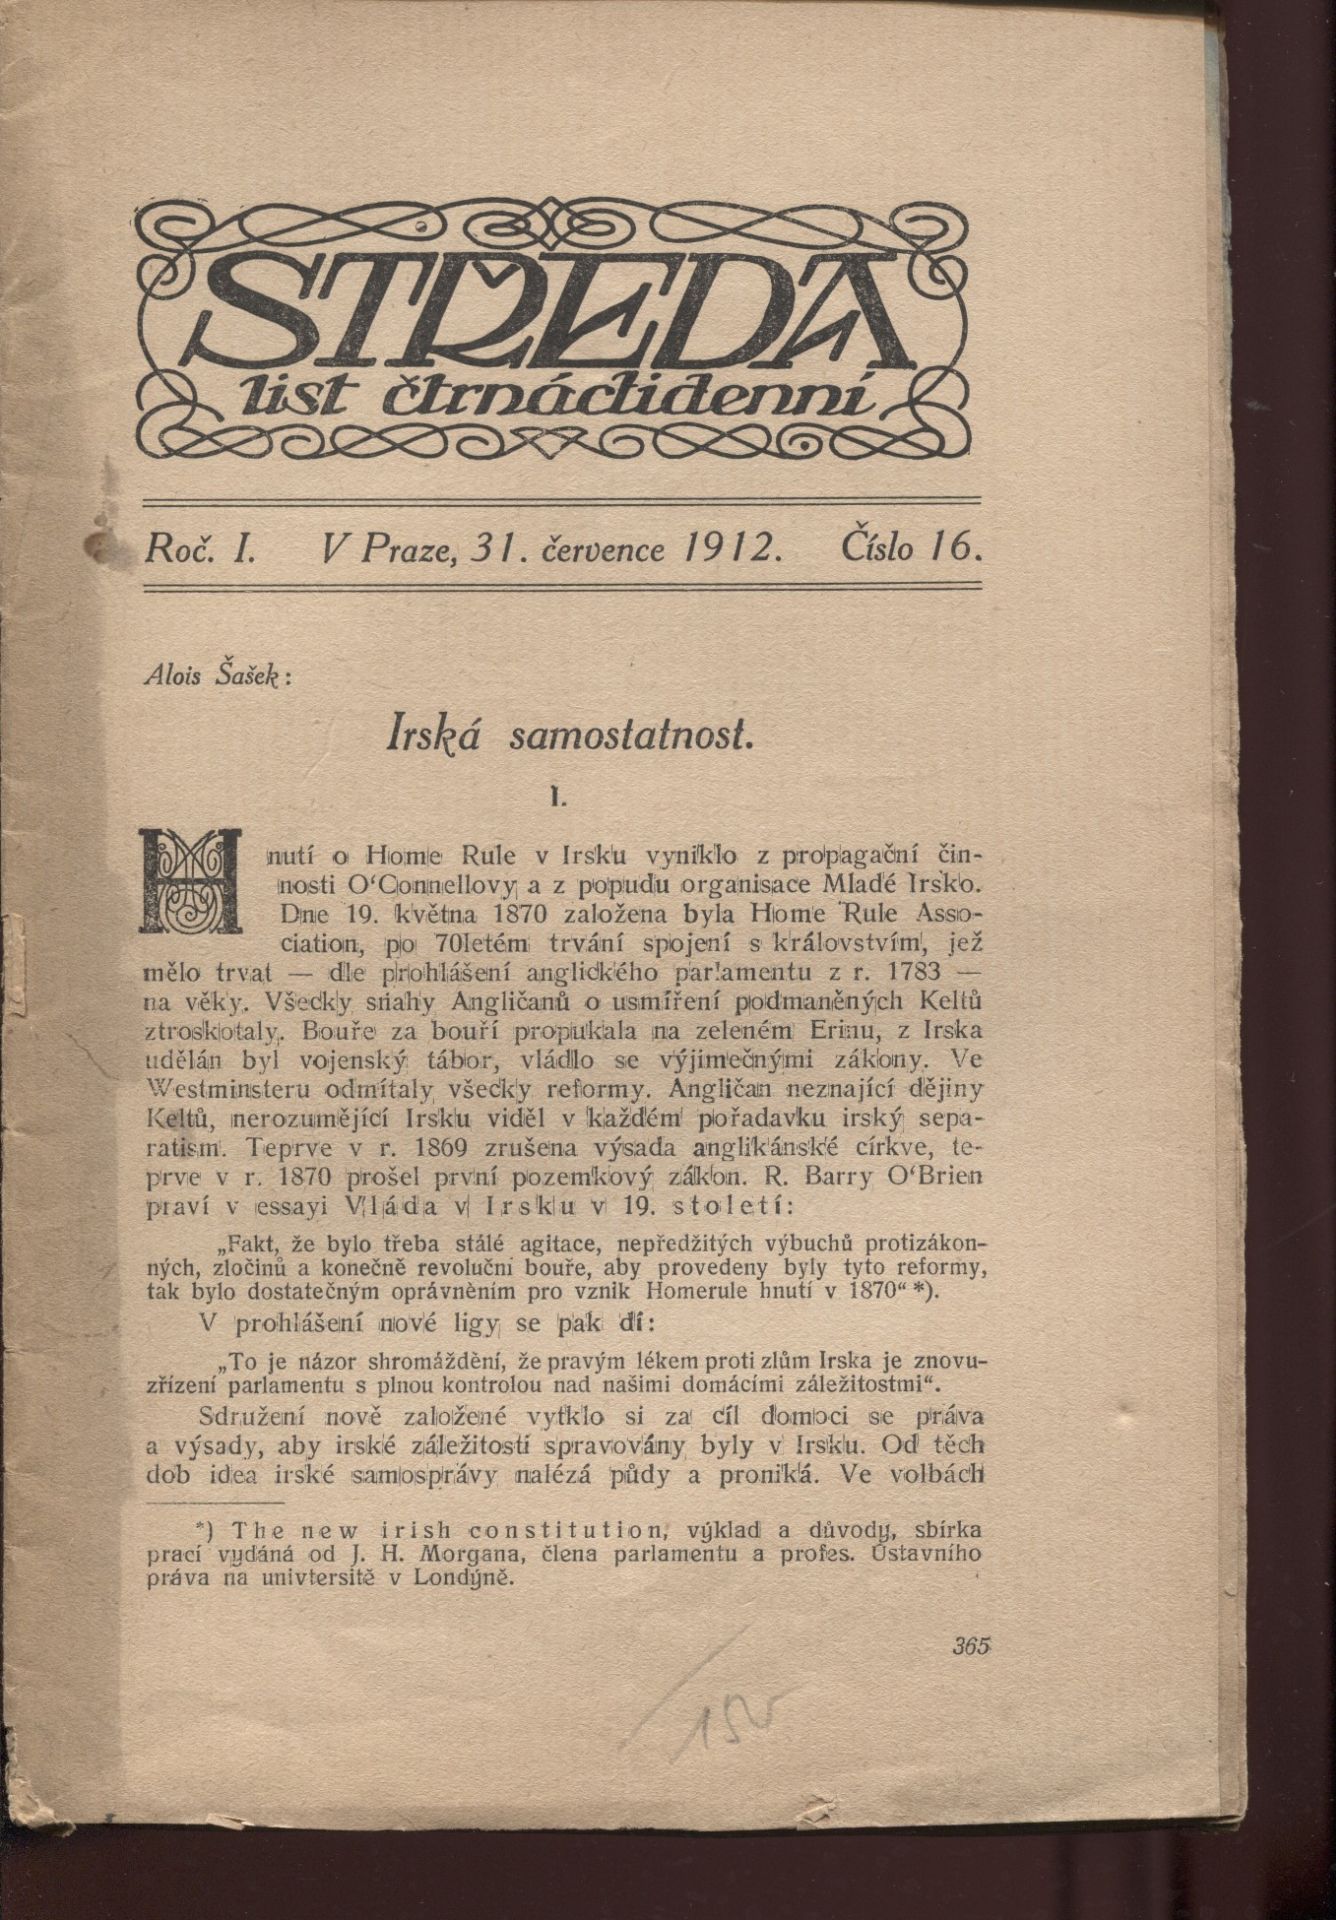 STŘEDA
list čtrnáctidenní
Roč. I. V Praze, 31. července 1912. Číslo 16.
Alois Šašek:
Irská samostatnost.
I.
Hnutí o Home Rule v Irsku vyniklo z propagační čin-
nosti O‘Connellovy a z popudu organisace Mladé Irsko.
Dne 19. května 1870 založena byla Home Rule Asso-
ciation, po 70letém trvání spojení s královstvím, jež
mělo trvat — dle prohlášení anglického parlamentu z r. 1783 —
na věky. Všecky snahy Angličanů o usmíření podmaněných Keltů
ztroskotaly. Bouře za bouří propukala na zeleném Erinu, z Irska
udělán byl vojenský tábor, vládlo se výjimečnými zákony. Ve
Westminsteru odmítaly všecky reformy. Angličan neznající dějiny
Keltů, nerozumějící Irsku viděl v každém pořadavku irský sepa-
ratism. Teprve v r. 1869 zrušena výsada anglikánské církve, te-
prve v r. 1870 prošel první pozemkový zákon. R. Barry O‘Brien
praví v essayi Vláda v Irsku v 19. století:
„Fakt, že bylo třeba stálé agitace, nepředžitých výbuchů protizákon-
ných, zločinů a konečně revoluční bouře, aby provedeny byly tyto reformy,
tak bylo dostatečným oprávněním pro vznik Homerule hnutí v 1870“ *).
V prohlášení nové ligy se pak dí:
„To je názor shromáždění, že pravým lékem proti zlům Irska je znovu-
zřízení parlamentu s plnou kontrolou nad našimi domácími záležitostmi“.
Sdružení nově založené vytklo si za cíl domoci se práva
a výsady, aby irské záležitosti spravovány byly v Irsku. Od těch
dob idea irské samosprávy nalézá půdy a proniká. Ve volbách
*) The new irish constitution, výklad a důvody, sbírka
prací vydáná od J. H. Morgana, člena parlamentu a profes. Ústavního
práva na univtersitě v Londýně.
365